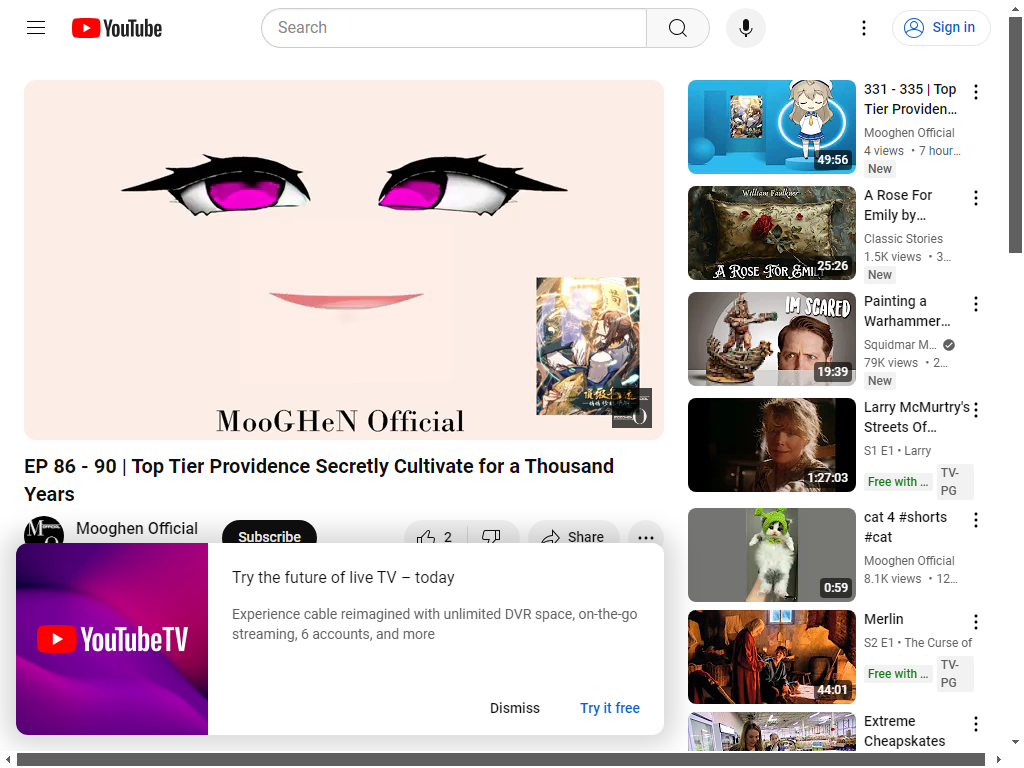 YouTube
Search
Sign in
MooGHeN Official
EP 86 - 90 | Top Tier Providence Secretly Cultivate for a Thousand
Years
Mooghen Official
Subscribe
2
Share
YouTubeTV
Try the future of live TV – today
Experience cable reimagined with unlimited DVR space, on-the-go
streaming, 6 accounts, and more
Dismiss
Try it free
49:56
331 - 335 | Top
Tier Providen...
Mooghen Official
4 views • 7 hour...
New
William Faulkner
A ROSE FOR EMIL
25:26
A Rose For
Emily by...
Classic Stories
1.5K views • 3...
New
IM SCARED
19:39
Painting a
Warhammer...
Squidmar M...
79K views • 2...
New
1:27:03
Larry McMurtry's
Streets Of...
S1 E1 • Larry
Free with ...
TV-
PG
0:59
cat 4 #shorts
#cat
Mooghen Official
8.1K views • 12...
44:01
Merlin
S2 E1 • The Curse of
Free with ...
TV-
PG
Extreme
Cheapskates